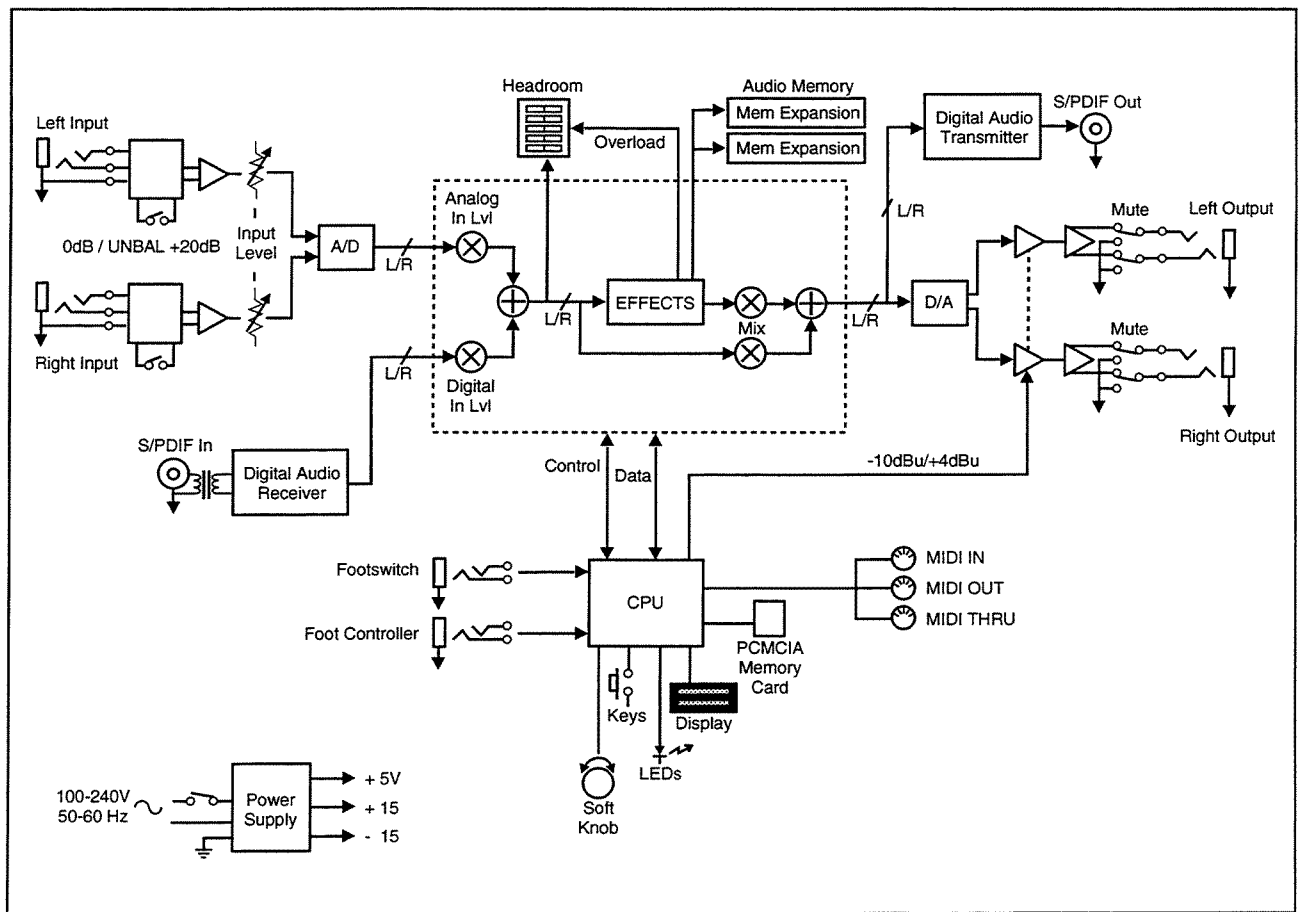 Headroom
Audio Memory
Mem Expansion
Mem Expansion
Overload
Digital Audio
Transmitter
S/PDIF Out
Left Input
0dB / UNBAL +20dB
Input
Level
Right Input
A/D
L/R
Analog
In Lvl
L/R
EFFECTS
Mix
L/R
L/R
D/A
Mute
Left Output
Mute
Right Output
L/R
Digital
In Lvl
S/PDIF In
Digital Audio
Receiver
Control
Data
-10dBu/+4dBu
Footswitch
Foot Controller
CPU
MIDI IN
MIDI OUT
MIDI THRU
PCMCIA
Memory
Card
Keys
Display
LEDs
Soft
Knob
100-240V
50-60 Hz
Power
Supply
+ 5V
+ 15
- 15